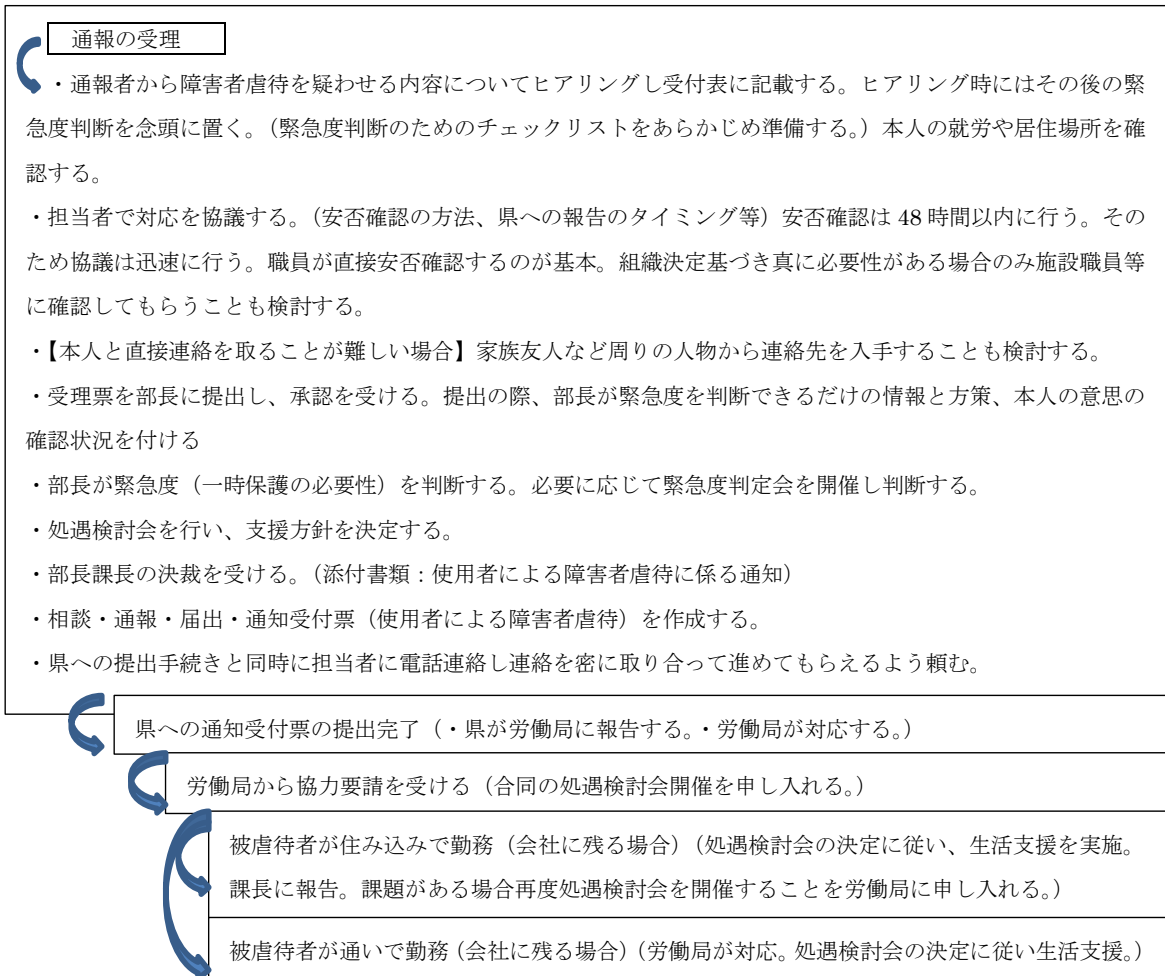 通報の受理
・通報者から障害者虐待を疑わせる内容についてヒアリングし受付表に記載する。ヒアリング時にはその後の緊
急度判断を念頭に置く。（緊急度判断のためのチェックリストをあらかじめ準備する。）本人の就労や居住場所を確
認する。
・担当者で対応を協議する。（安否確認の方法、県への報告のタイミング等）安否確認は 48 時間以内に行う。その
ため協議は迅速に行う。職員が直接安否確認するのが基本。組織決定基づき真に必要性がある場合のみ施設職員等
に確認してもらうことも検討する。
・【本人と直接連絡を取ることが難しい場合】家族友人など周りの人物から連絡先を入手することも検討する。
・受理票を部長に提出し、承認を受ける。提出の際、部長が緊急度を判断できるだけの情報と方策、本人の意思の
確認状況を付ける
・部長が緊急度（一時保護の必要性）を判断する。必要に応じて緊急度判定会を開催し判断する。
・処遇検討会を行い、支援方針を決定する。
・部長課長の決裁を受ける。（添付書類：使用者による障害者虐待に係る通知）
・相談・通報・届出・通知受付票（使用者による障害者虐待）を作成する。
・県への提出手続きと同時に担当者に電話連絡し連絡を密に取り合って進めてもらえるよう頼む。
県への通知受付票の提出完了（・県が労働局に報告する。・労働局が対応する。）
労働局から協力要請を受ける（合同の処遇検討会開催を申し入れる。）
被虐待者が住み込みで勤務（会社に残る場合）（処遇検討会の決定に従い、生活支援を実施。
課長に報告。課題がある場合再度処遇検討会を開催することを労働局に申し入れる。）
被虐待者が通いで勤務（会社に残る場合）（労働局が対応。処遇検討会の決定に従い生活支援。）